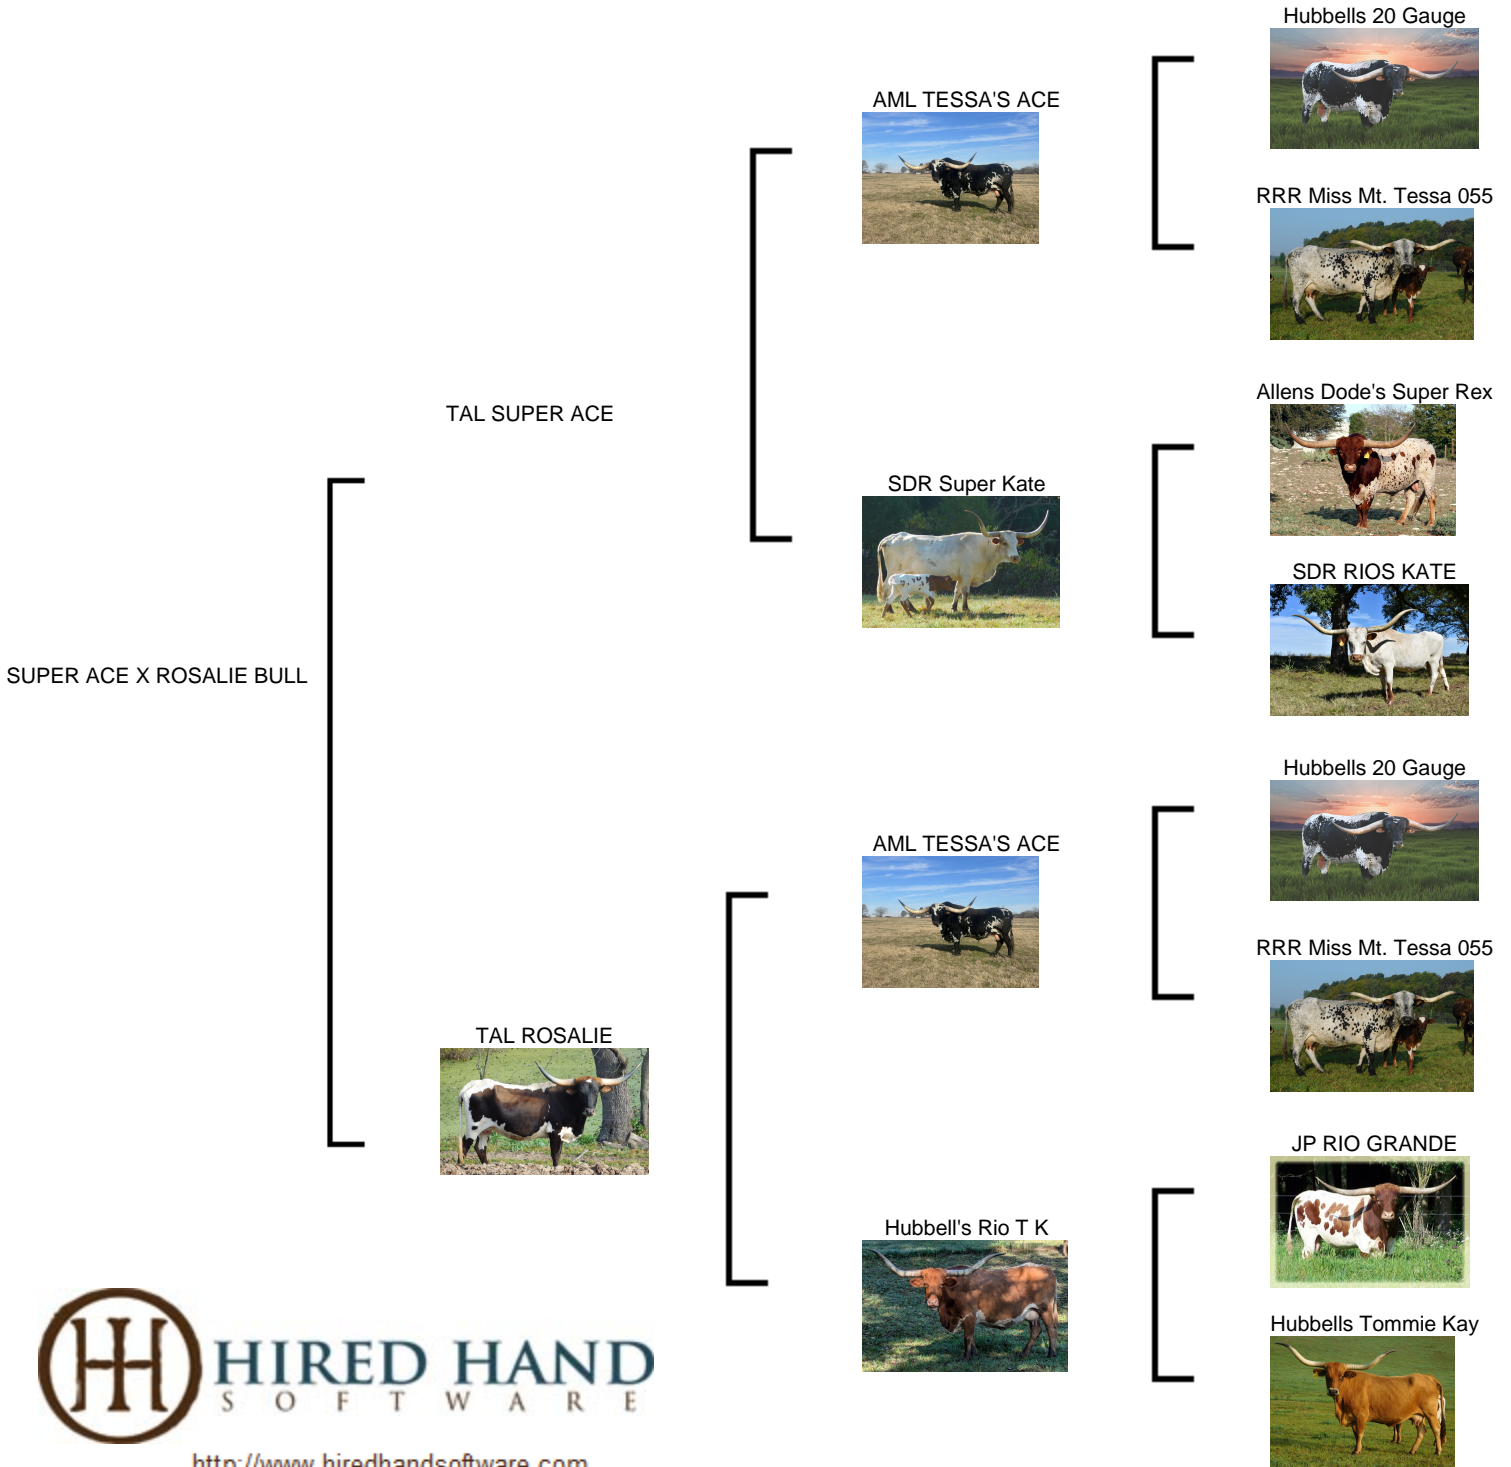 Hubbells 20 Gauge
AML TESSA'S ACE
RRR Miss Mt. Tessa 055
TAL SUPER ACE
Allens Dode's Super Rex
SDR Super Kate
SDR RIOS KATE
SUPER ACE X ROSALIE BULL
Hubbells 20 Gauge
AML TESSA'S ACE
RRR Miss Mt. Tessa 055
TAL ROSALIE
JP RIO GRANDE
Hubbell's Rio T K
Hubbells Tommie Kay
HIRED HAND
SOFTWARE
http://www.hiredhandsoftware.com